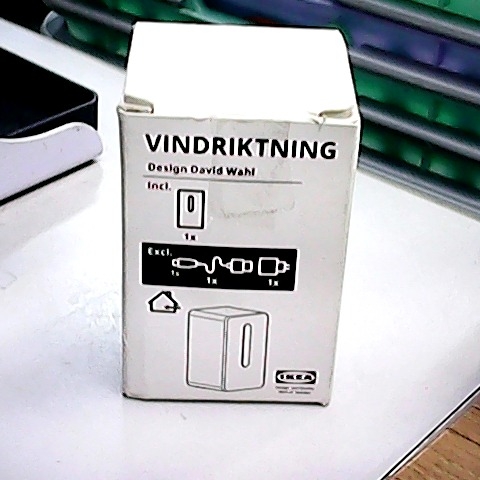 VINDRIKTNING
Design David Wahl
Incl.
1x
Excl.
1x
1x
1x
IKEA